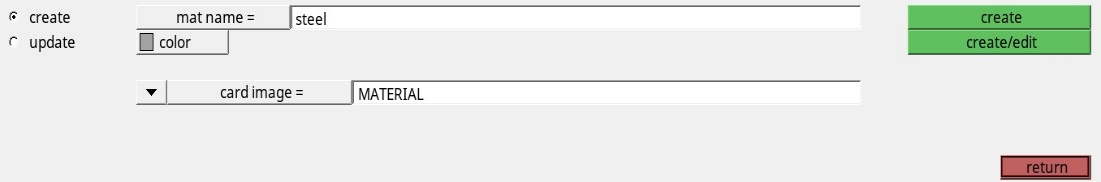 create mat name = steel create
update color create/edit
card image = MATERIAL
return